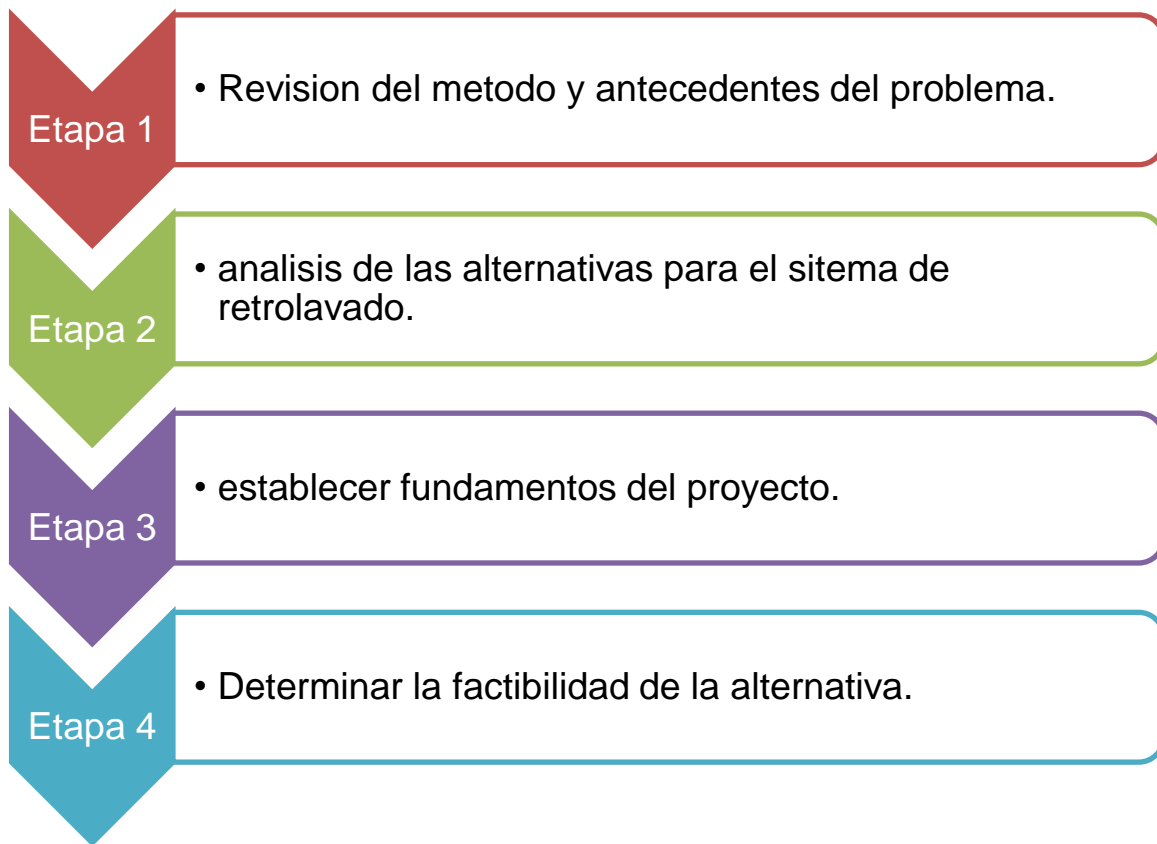 Etapa 1
• Revision del metodo y antecedentes del problema.
Etapa 2
• analisis de las alternativas para el sitema de
retrolavado.
Etapa 3
• establecer fundamentos del proyecto.
Etapa 4
• Determinar la factibilidad de la alternativa.